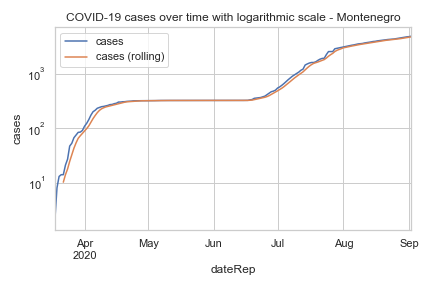 COVID-19 cases over time with logarithmic scale - Montenegro
cases
cases (rolling)
10³
10²
10¹
cases
Apr
2020
May
Jun
Jul
Aug
Sep
dateRep